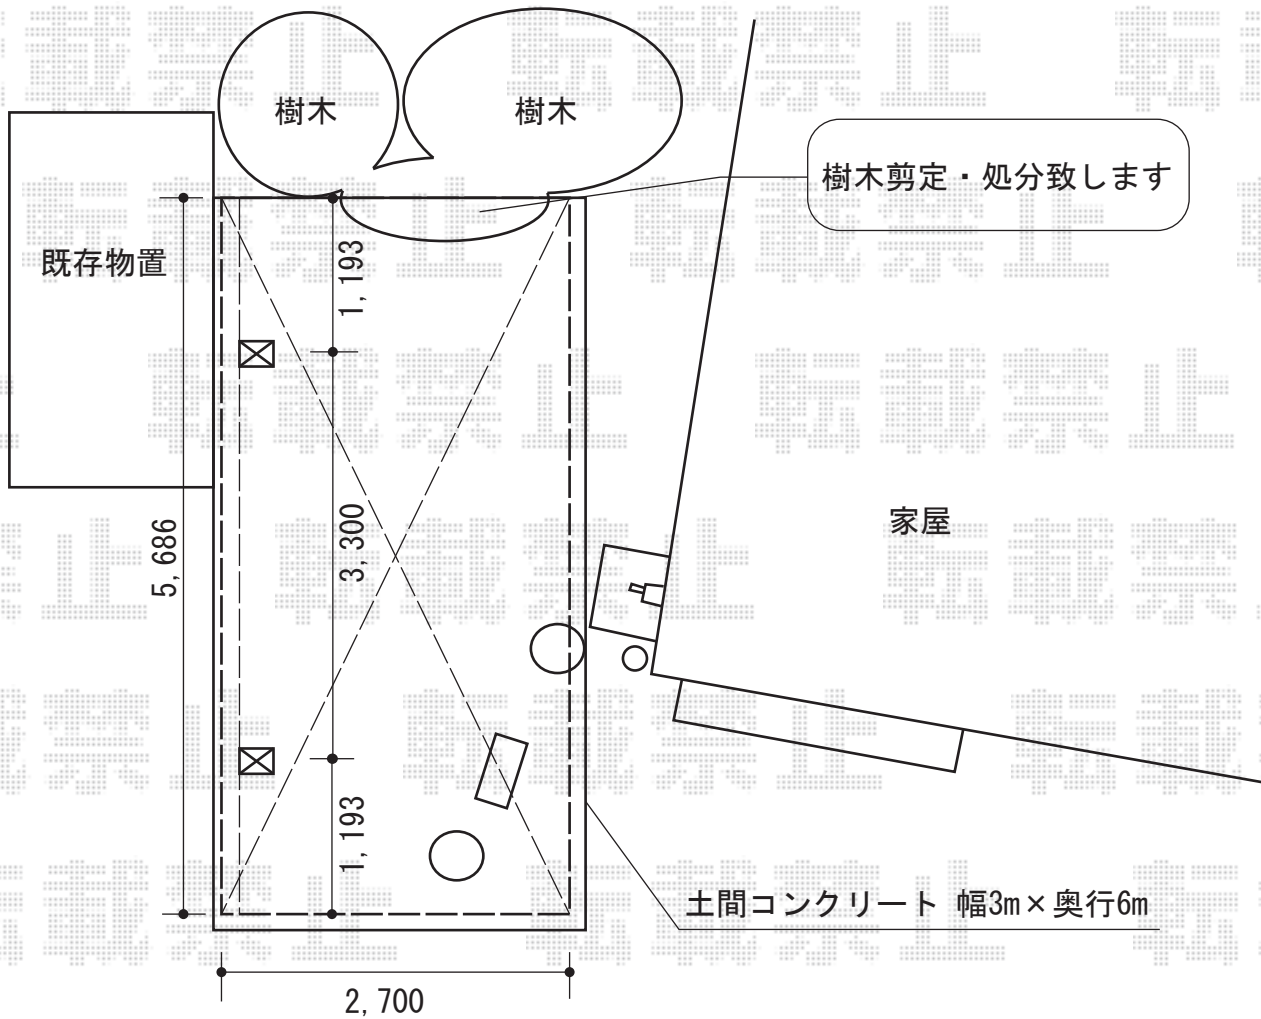 転載禁止
樹木
樹木
樹木剪定・処分致します
既存物置
1,193
5,686
3,300
家屋
1,193
土間コンクリート 幅3m×奥行6m
2,700